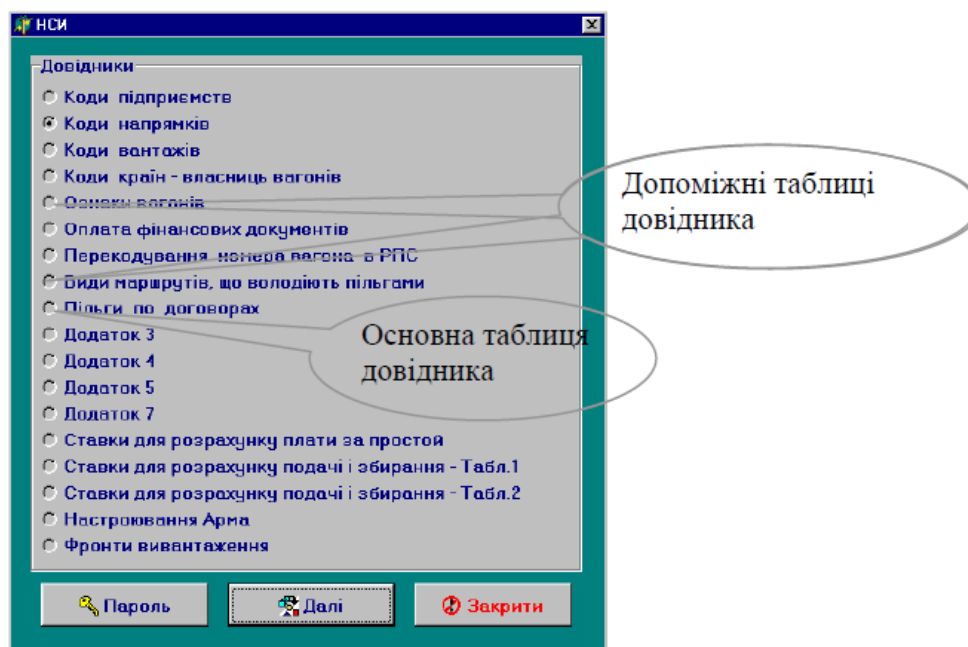 НСИ
Довідники
Коди підприємств
Коди напрямків
Коди вантажів
Коди країн - власниць вагонів
Ознаки вагонів
Оплата фінансових документів
Перекодування номера вагона в РПС
Види маршрутів, що володіють пільгами
Пільги по договорах
Додаток 3
Додаток 4
Додаток 5
Додаток 7
Ставки для розрахунку плати за простой
Ставки для розрахунку подачі і збирання - Табл.1
Ставки для розрахунку подачі і збирання - Табл.2
Настроювання Арма
Фронти вивантаження
Пароль
Далі
Закрити
Допоміжні таблиці
довідника
Основна таблиця
довідника